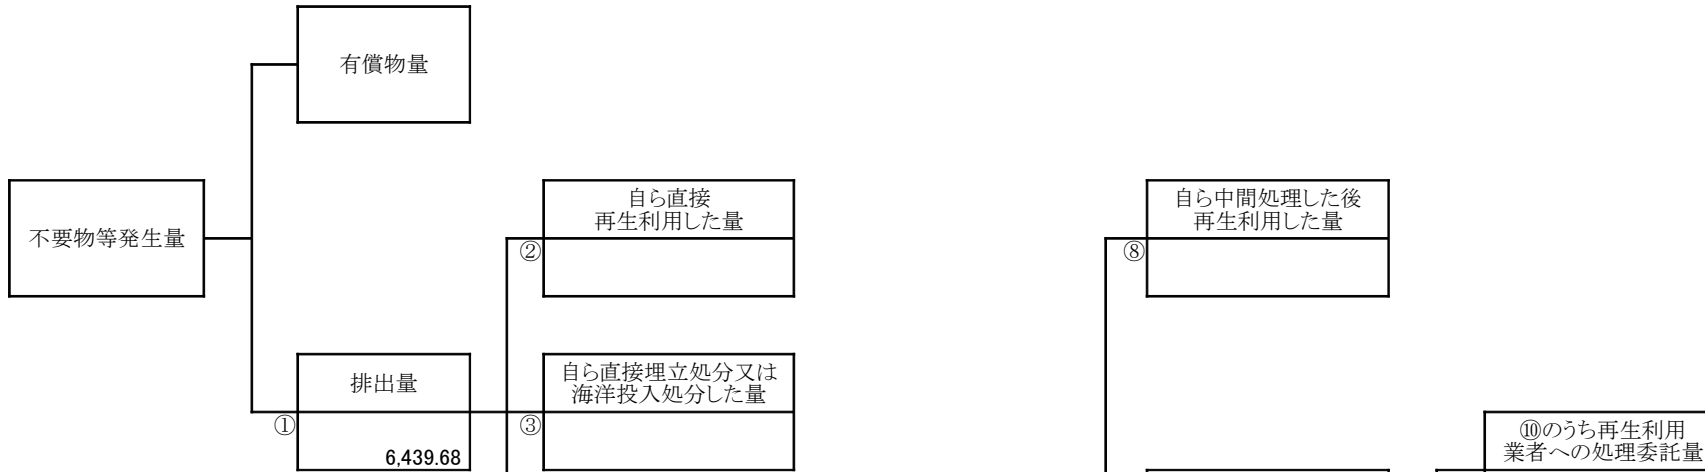 有償物量
不要物等発生量
自ら直接
再生利用した量
②
自ら中間処理した後
再生利用した量
⑧
排出量
①
6,439.68
自ら直接埋立処分又は
海洋投入処分した量
③
⑩のうち再生利用
業者への処理委託量